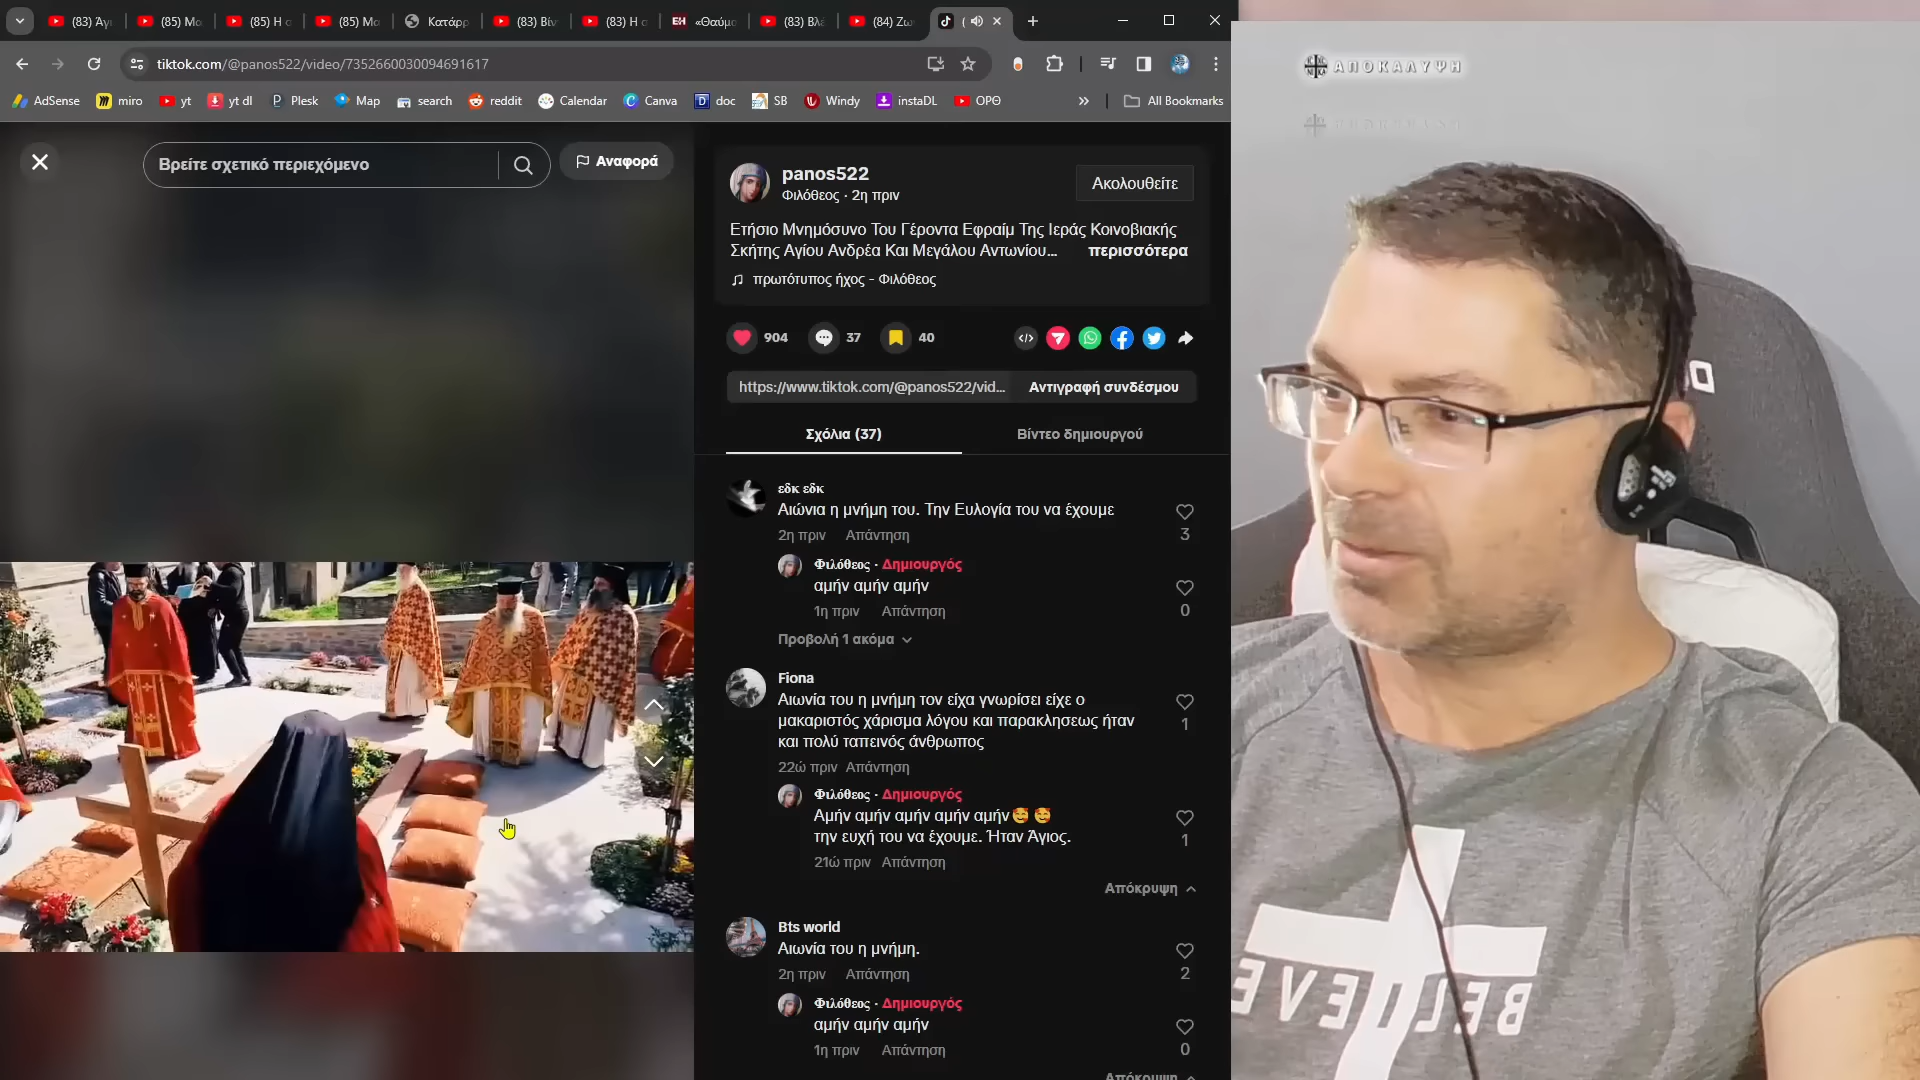 (83) Άγι
(85) Μα
(85) Η σ
(85) Μα
Κατάρρ
(83) Βίν
(83) Η σ
«Θαύμα
(83) Βλέ
(84) Ζω
tiktok.com/@panos522/video/7352660030094691617
AdSense
miro
yt
yt dl
Plesk
Map
search
reddit
Calendar
Canva
doc
SB
Windy
instaDL
ΟΡΘ
All Bookmarks
Βρείτε σχετικό περιεχόμενο
Αναφορά
panos522
Φιλόθεος · 2η πριν
Ακολουθείτε
Ετήσιο Μνημόσυνο Του Γέροντα Εφραίμ Της Ιεράς Κοινοβιακής
Σκήτης Αγίου Ανδρέα Και Μεγάλου Αντωνίου... περισσότερα
πρωτότυπος ήχος - Φιλόθεος
904
37
40
https://www.tiktok.com/@panos522/vid...
Αντιγραφή συνδέσμου
Σχόλια (37)
Βίντεο δημιουργού
εδκ εδκ
Αιώνια η μνήμη του. Την Ευλογία του να έχουμε
2η πριν Απάντηση
3
Φιλόθεος · Δημιουργός
αμήν αμήν αμήν
1η πριν Απάντηση
0
Προβολή 1 ακόμα
Fiona
Αιωνία του η μνήμη τον είχα γνωρίσει είχε ο
μακαριστός χάρισμα λόγου και παρακλησεως ήταν
και πολύ ταπεινός άνθρωπος
1
22ώ πριν Απάντηση
Φιλόθεος · Δημιουργός
Αμήν αμήν αμήν αμήν αμήν🥰 🥰
την ευχή του να έχουμε. Ήταν Άγιος.
1
21ώ πριν Απάντηση
Απόκρυψη
Bts world
Αιωνία του η μνήμη.
2η πριν Απάντηση
2
Φιλόθεος · Δημιουργός
αμήν αμήν αμήν
1η πριν Απάντηση
0
Απόκρυψη
ΑΠΟΚΑΛΥΨΗ
BELIEVE